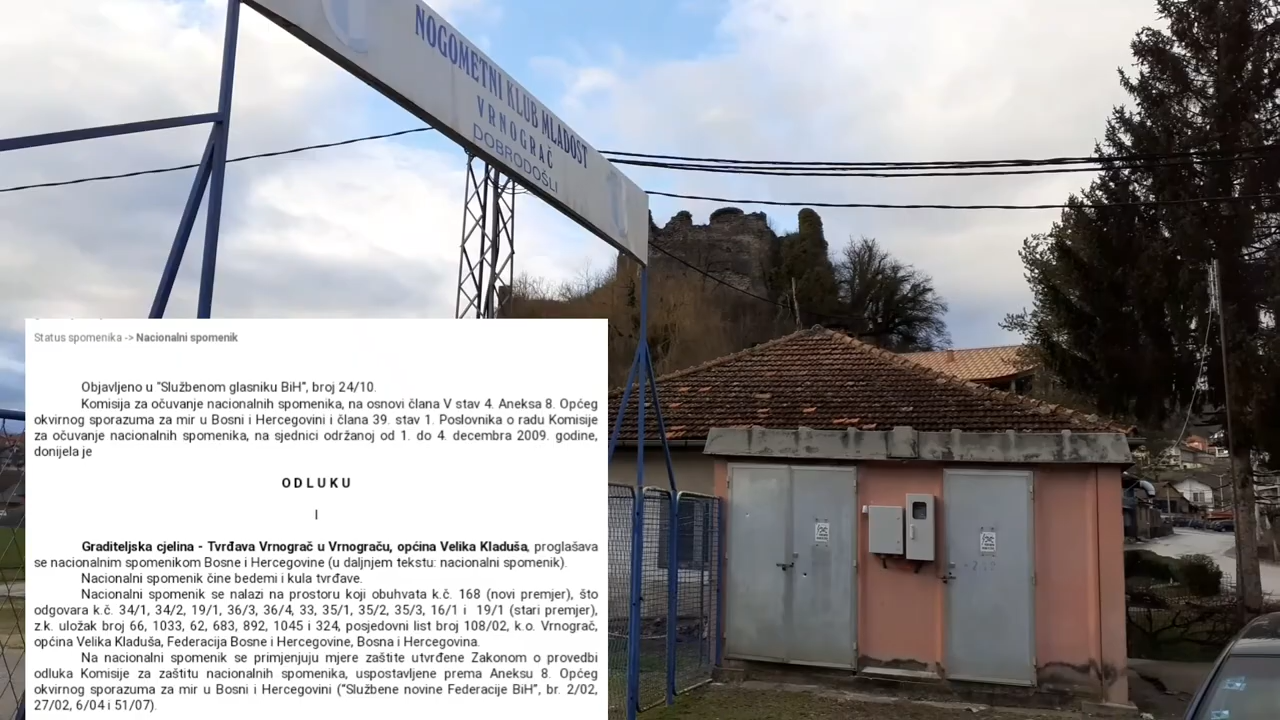 NOGOMETNI KLUB MLADOST
VRNOGRAČ
DOBRODOŠLI
Status spomenika -> Nacionalni spomenik
Objavljeno u "Službenom glasniku BiH", broj 24/10.
Komisija za očuvanje nacionalnih spomenika, na osnovi člana V stav 4. Aneksa 8. Općeg
okvirnog sporazuma za mir u Bosni i Hercegovini i člana 39. stav 1. Poslovnika o radu Komisije
za očuvanje nacionalnih spomenika, na sjednici održanoj od 1. do 4. decembra 2009. godine,
donijela je
O D L U K U
I
Graditeljska cjelina - Tvrđava Vrnograč u Vrnograču, općina Velika Kladuša, proglašava
se nacionalnim spomenikom Bosne i Hercegovine (u daljnjem tekstu: nacionalni spomenik).
Nacionalni spomenik čine bedemi i kula tvrđave.
Nacionalni spomenik se nalazi na prostoru koji obuhvata k.č. 168 (novi premjer), što
odgovara k.č. 34/1, 34/2, 19/1, 36/3, 36/4, 33, 35/1, 35/2, 35/3, 16/1 i 19/1 (stari premjer),
z.k. uložak broj 66, 1033, 62, 683, 892, 1045 i 324, posjedovni list broj 108/02, k.o. Vrnograč,
općina Velika Kladuša, Federacija Bosne i Hercegovine, Bosna i Hercegovina.
Na nacionalni spomenik se primjenjuju mjere zaštite utvrđene Zakonom o provedbi
odluka Komisije za zaštitu nacionalnih spomenika, uspostavljene prema Aneksu 8. Općeg
okvirnog sporazuma za mir u Bosni i Hercegovini ("Službene novine Federacije BiH", br. 2/02,
27/02, 6/04 i 51/07).